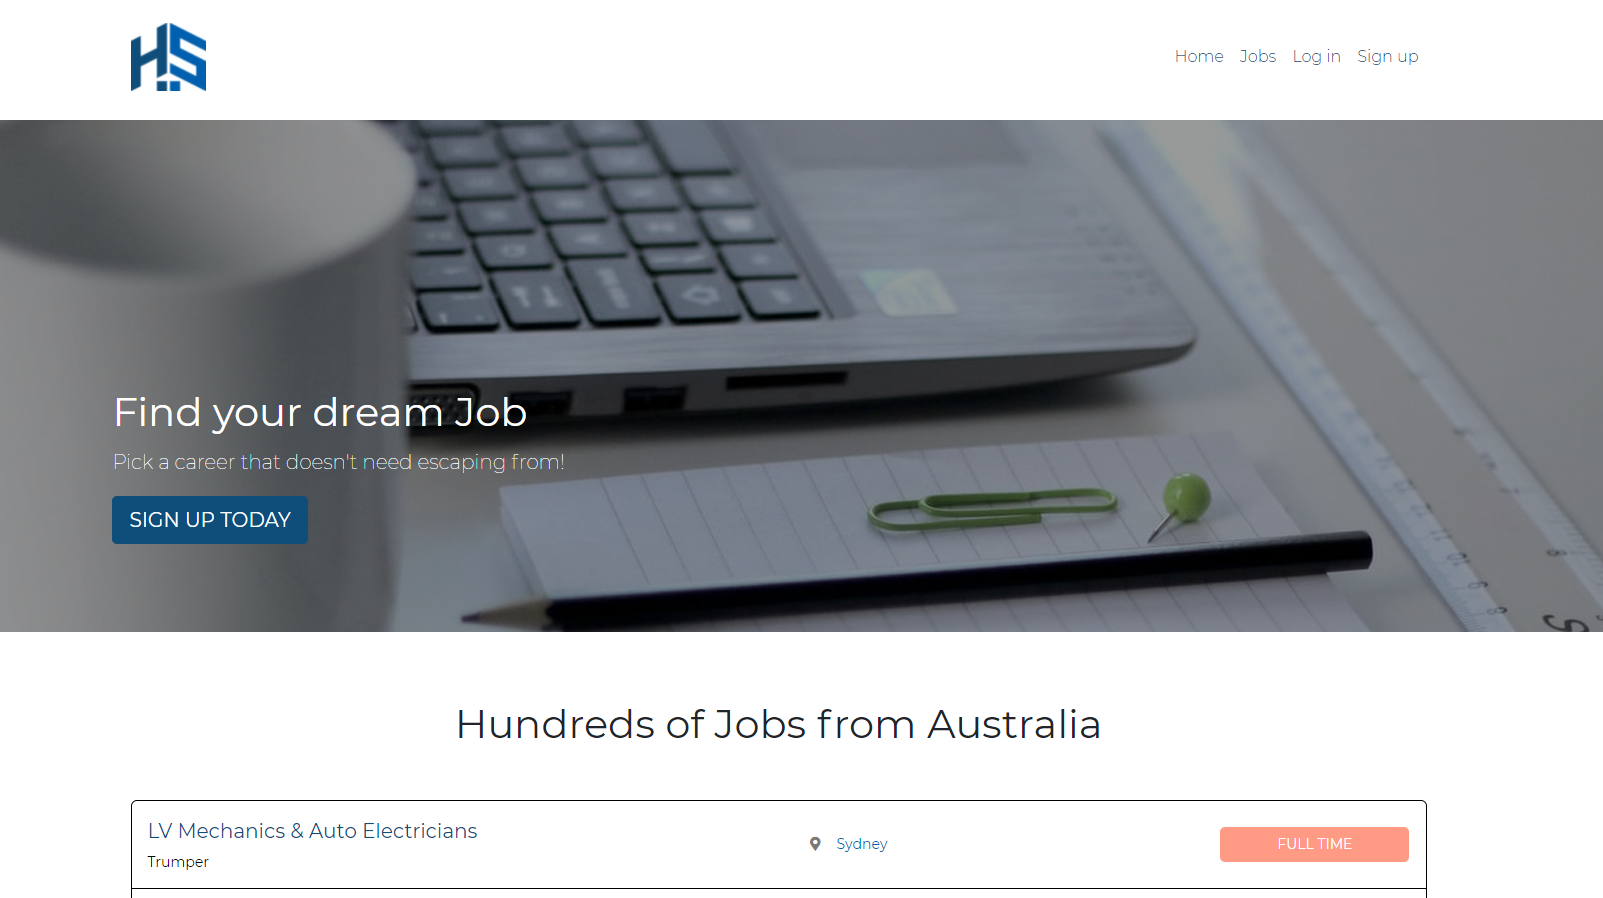 HS
Home Jobs Log in Sign up
Find your dream Job
Pick a career that doesn't need escaping from!
SIGN UP TODAY
Hundreds of Jobs from Australia
LV Mechanics & Auto Electricians
Sydney
FULL TIME
Trumper